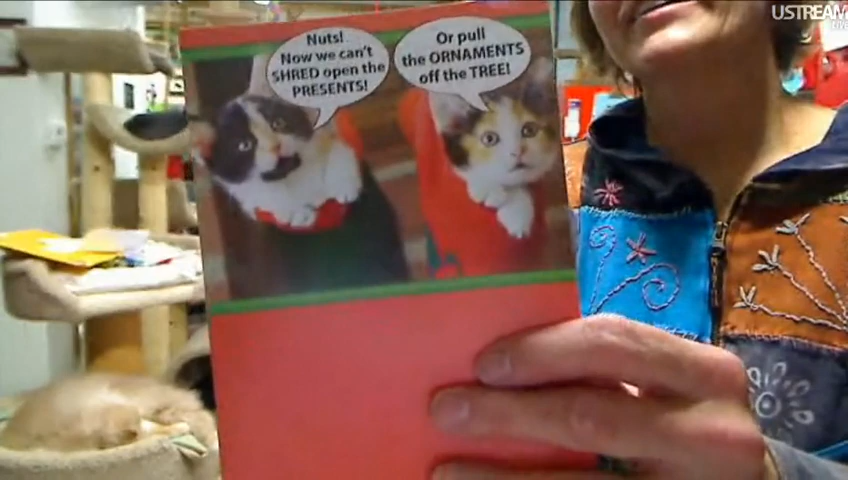 Nuts!
Now we can't
SHRED open the
PRESENTS!
Or pull
the ORNAMENTS
off the TREE!
USTREAM